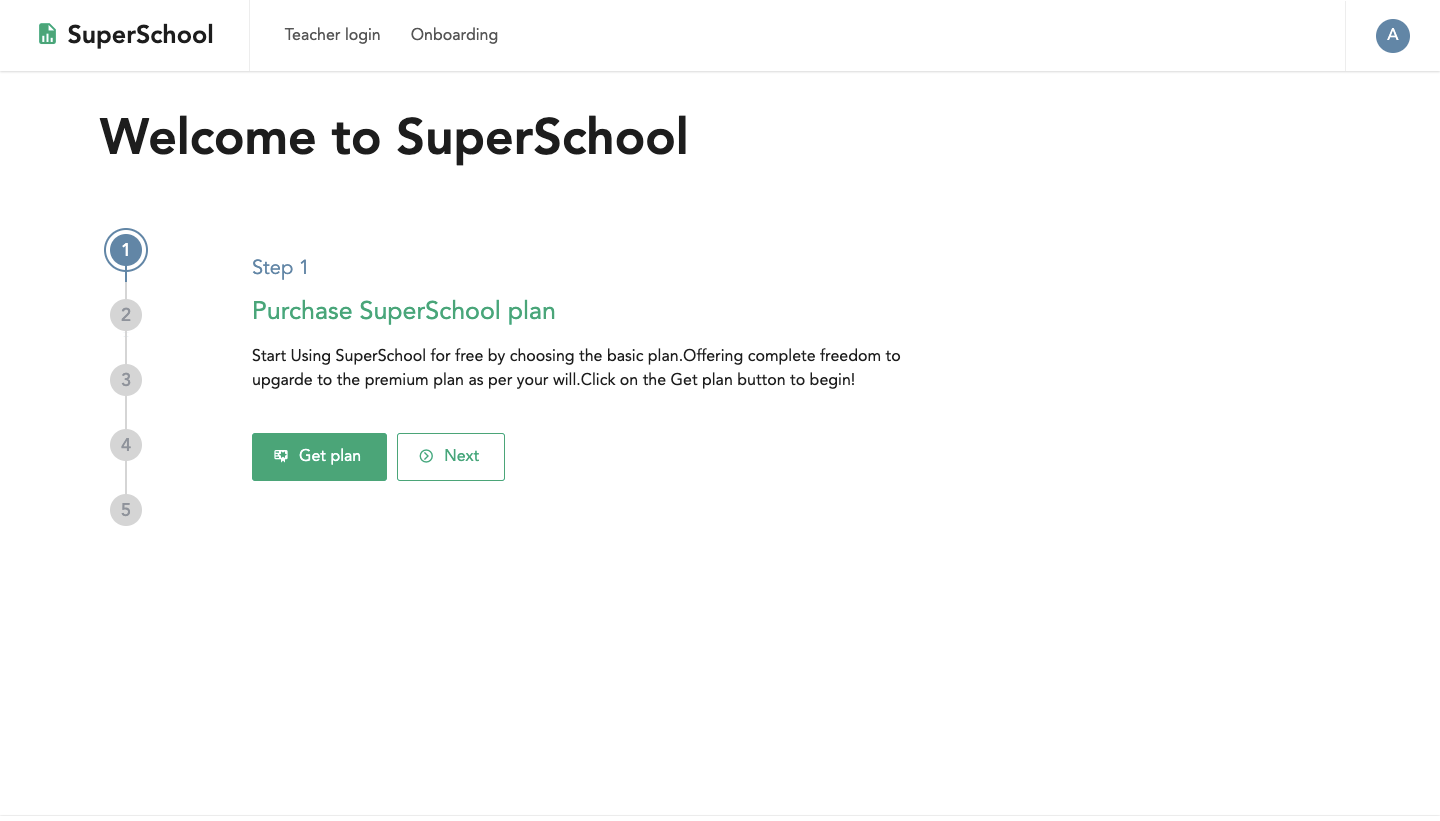 SuperSchool
Teacher login
Onboarding
A
Welcome to SuperSchool
1
2
3
4
5
Step 1
Purchase SuperSchool plan
Start Using SuperSchool for free by choosing the basic plan.Offering complete freedom to
upgarde to the premium plan as per your will.Click on the Get plan button to begin!
Get plan
Next